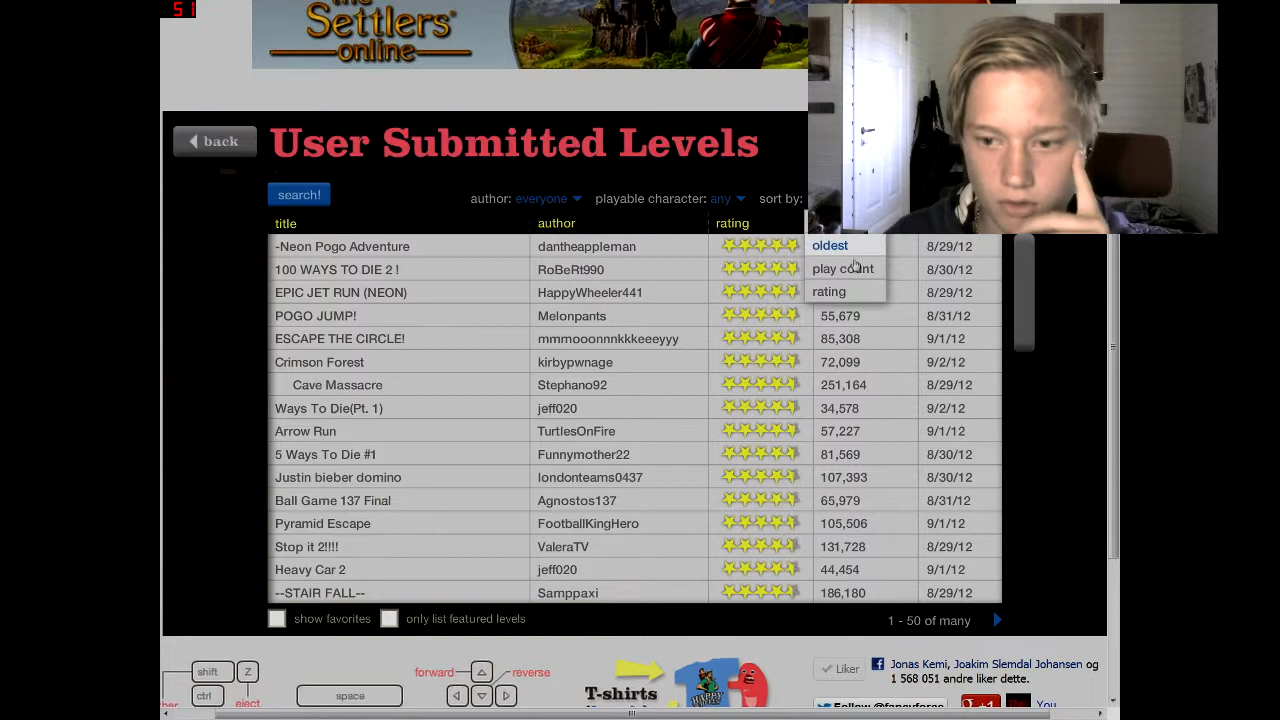 51
the
Settlers
online
back
User Submitted Levels
search!
author: everyone playable character: any sort by:
title author rating
-Neon Pogo Adventure dantheappleman oldest 8/29/12
100 WAYS TO DIE 2 ! RoBeRt990 play count 8/30/12
EPIC JET RUN (NEON) HappyWheeler441 rating 8/29/12
POGO JUMP! Melonpants 55,679 8/31/12
ESCAPE THE CIRCLE! mmmooonnnkkkeeeyyy 85,308 9/1/12
Crimson Forest kirbypwnage 72,099 9/2/12
Cave Massacre Stephano92 251,164 8/29/12
Ways To Die(Pt. 1) jeff020 34,578 9/2/12
Arrow Run TurtlesOnFire 57,227 9/1/12
5 Ways To Die #1 Funnymother22 81,569 8/30/12
Justin bieber domino londonteams0437 107,393 8/30/12
Ball Game 137 Final Agnostos137 65,979 8/31/12
Pyramid Escape FootballKingHero 105,506 9/1/12
Stop it 2!!!! ValeraTV 131,728 8/29/12
Heavy Car 2 jeff020 44,454 9/1/12
--STAIR FALL-- Samppaxi 186,180 8/29/12
show favorites only list featured levels 1 - 50 of many
shift Z forward reverse
ctrl eject space
T-shirts
Liker Jonas Kemi, Joakim Slemdal Johansen og
1 568 051 andre liker dette.
Follow @fancyforce +1 You